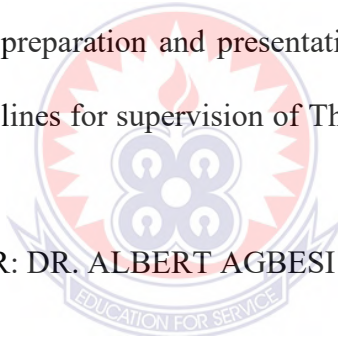 preparation and presentati
lines for supervision of Th
R: DR. ALBERT AGBESI
EDUCATION FOR SERVICE